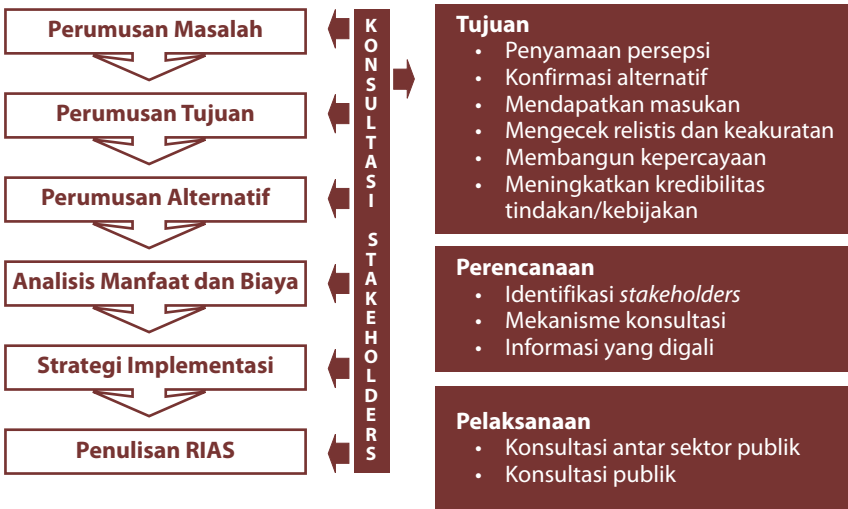 Perumusan Masalah
Perumusan Tujuan
Perumusan Alternatif
Analisis Manfaat dan Biaya
Strategi Implementasi
Penulisan RIAS
KONSULTASI STAKEHOLDERS
Tujuan
• Penyamaan persepsi
• Konfirmasi alternatif
• Mendapatkan masukan
• Mengecek relistis dan keakuratan
• Membangun kepercayaan
• Meningkatkan kredibilitas
tindakan/kebijakan
Perencanaan
• Identifikasi stakeholders
• Mekanisme konsultasi
• Informasi yang digali
Pelaksanaan
• Konsultasi antar sektor publik
• Konsultasi publik